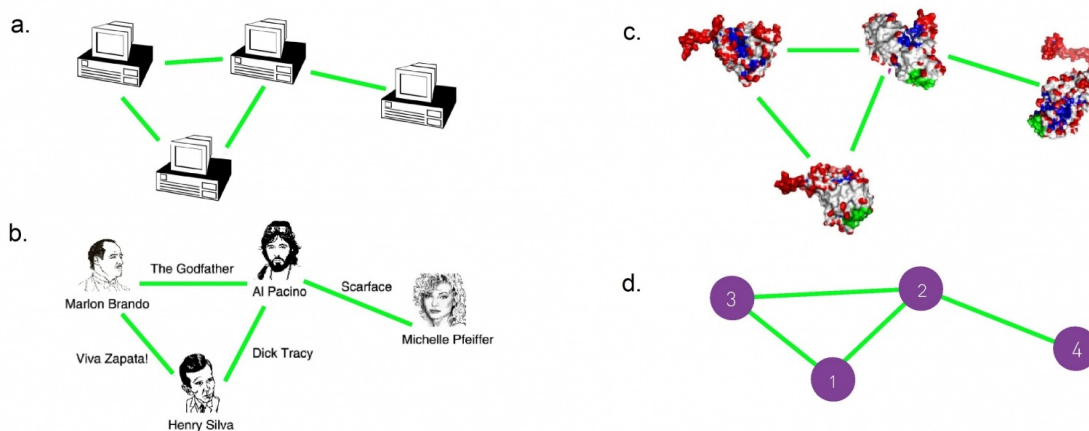 a.
b.
The Godfather
Marlon Brando
Al Pacino
Scarface
Michelle Pfeiffer
Viva Zapata!
Dick Tracy
Henry Silva
c.
d.
3
2
1
4